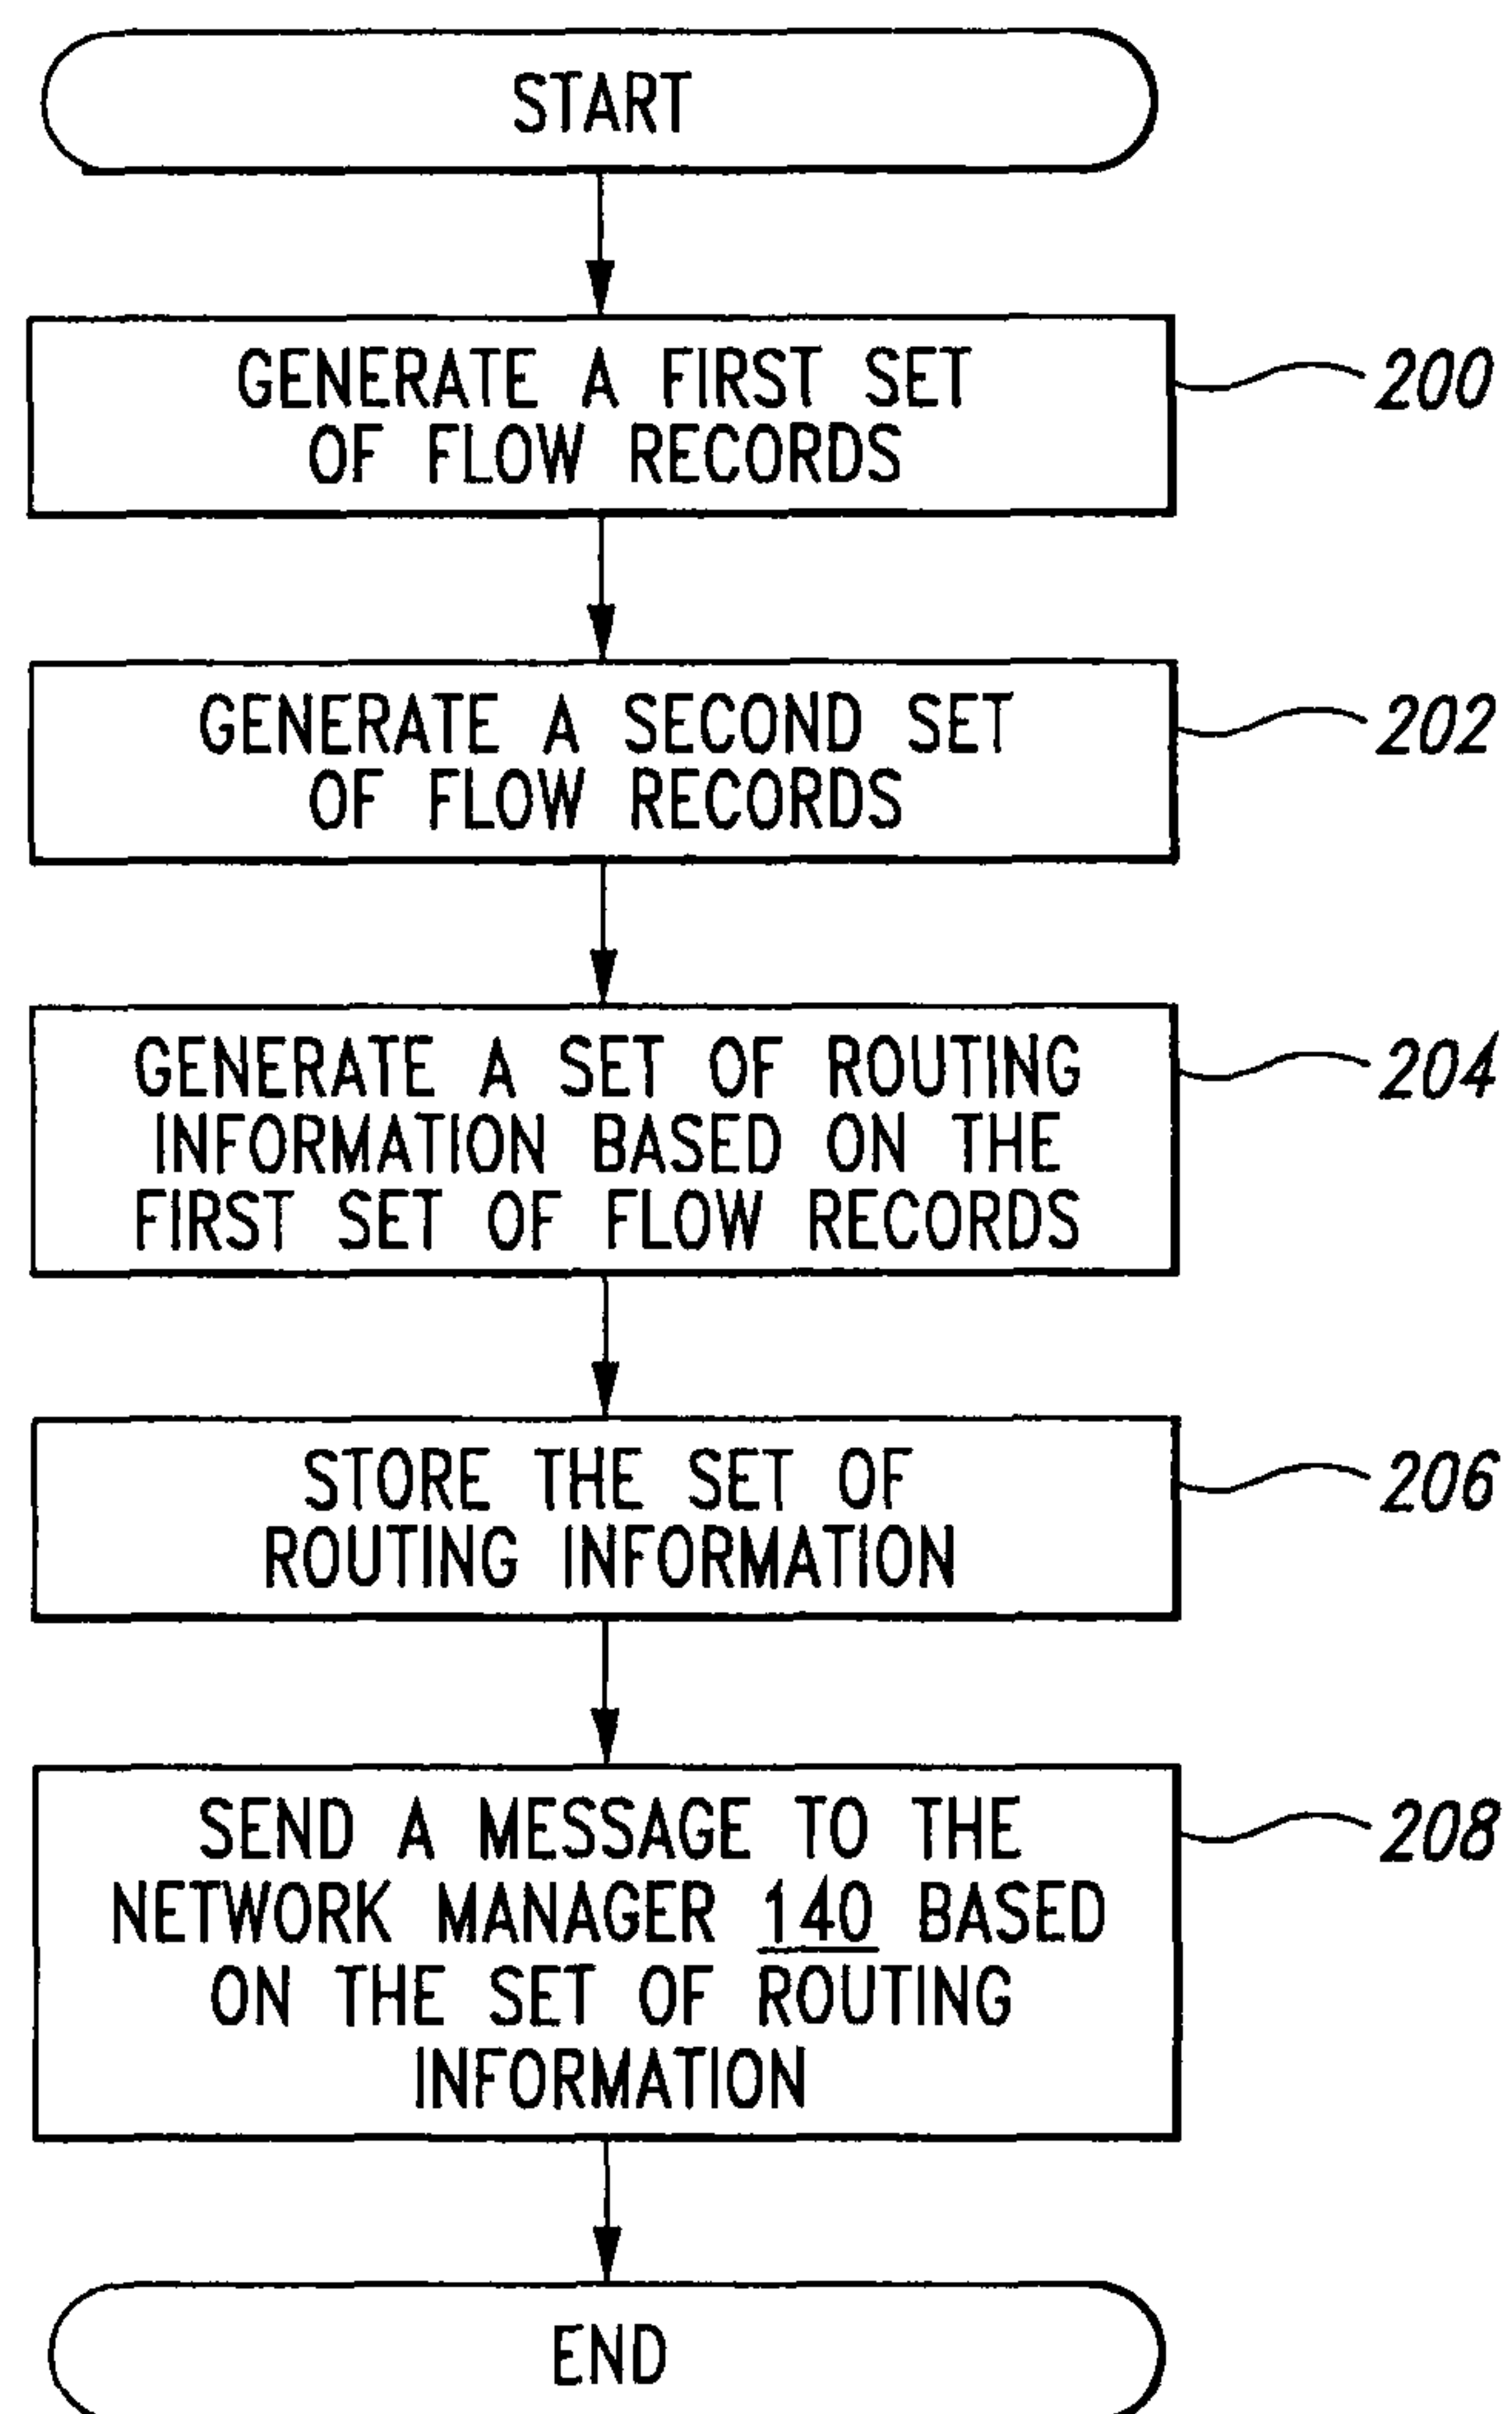 START
GENERATE A FIRST SET
OF FLOW RECORDS
200
GENERATE A SECOND SET
OF FLOW RECORDS
202
GENERATE A SET OF ROUTING
INFORMATION BASED ON THE
FIRST SET OF FLOW RECORDS
204
STORE THE SET OF
ROUTING INFORMATION
206
SEND A MESSAGE TO THE
NETWORK MANAGER 140 BASED
ON THE SET OF ROUTING
INFORMATION
208
END